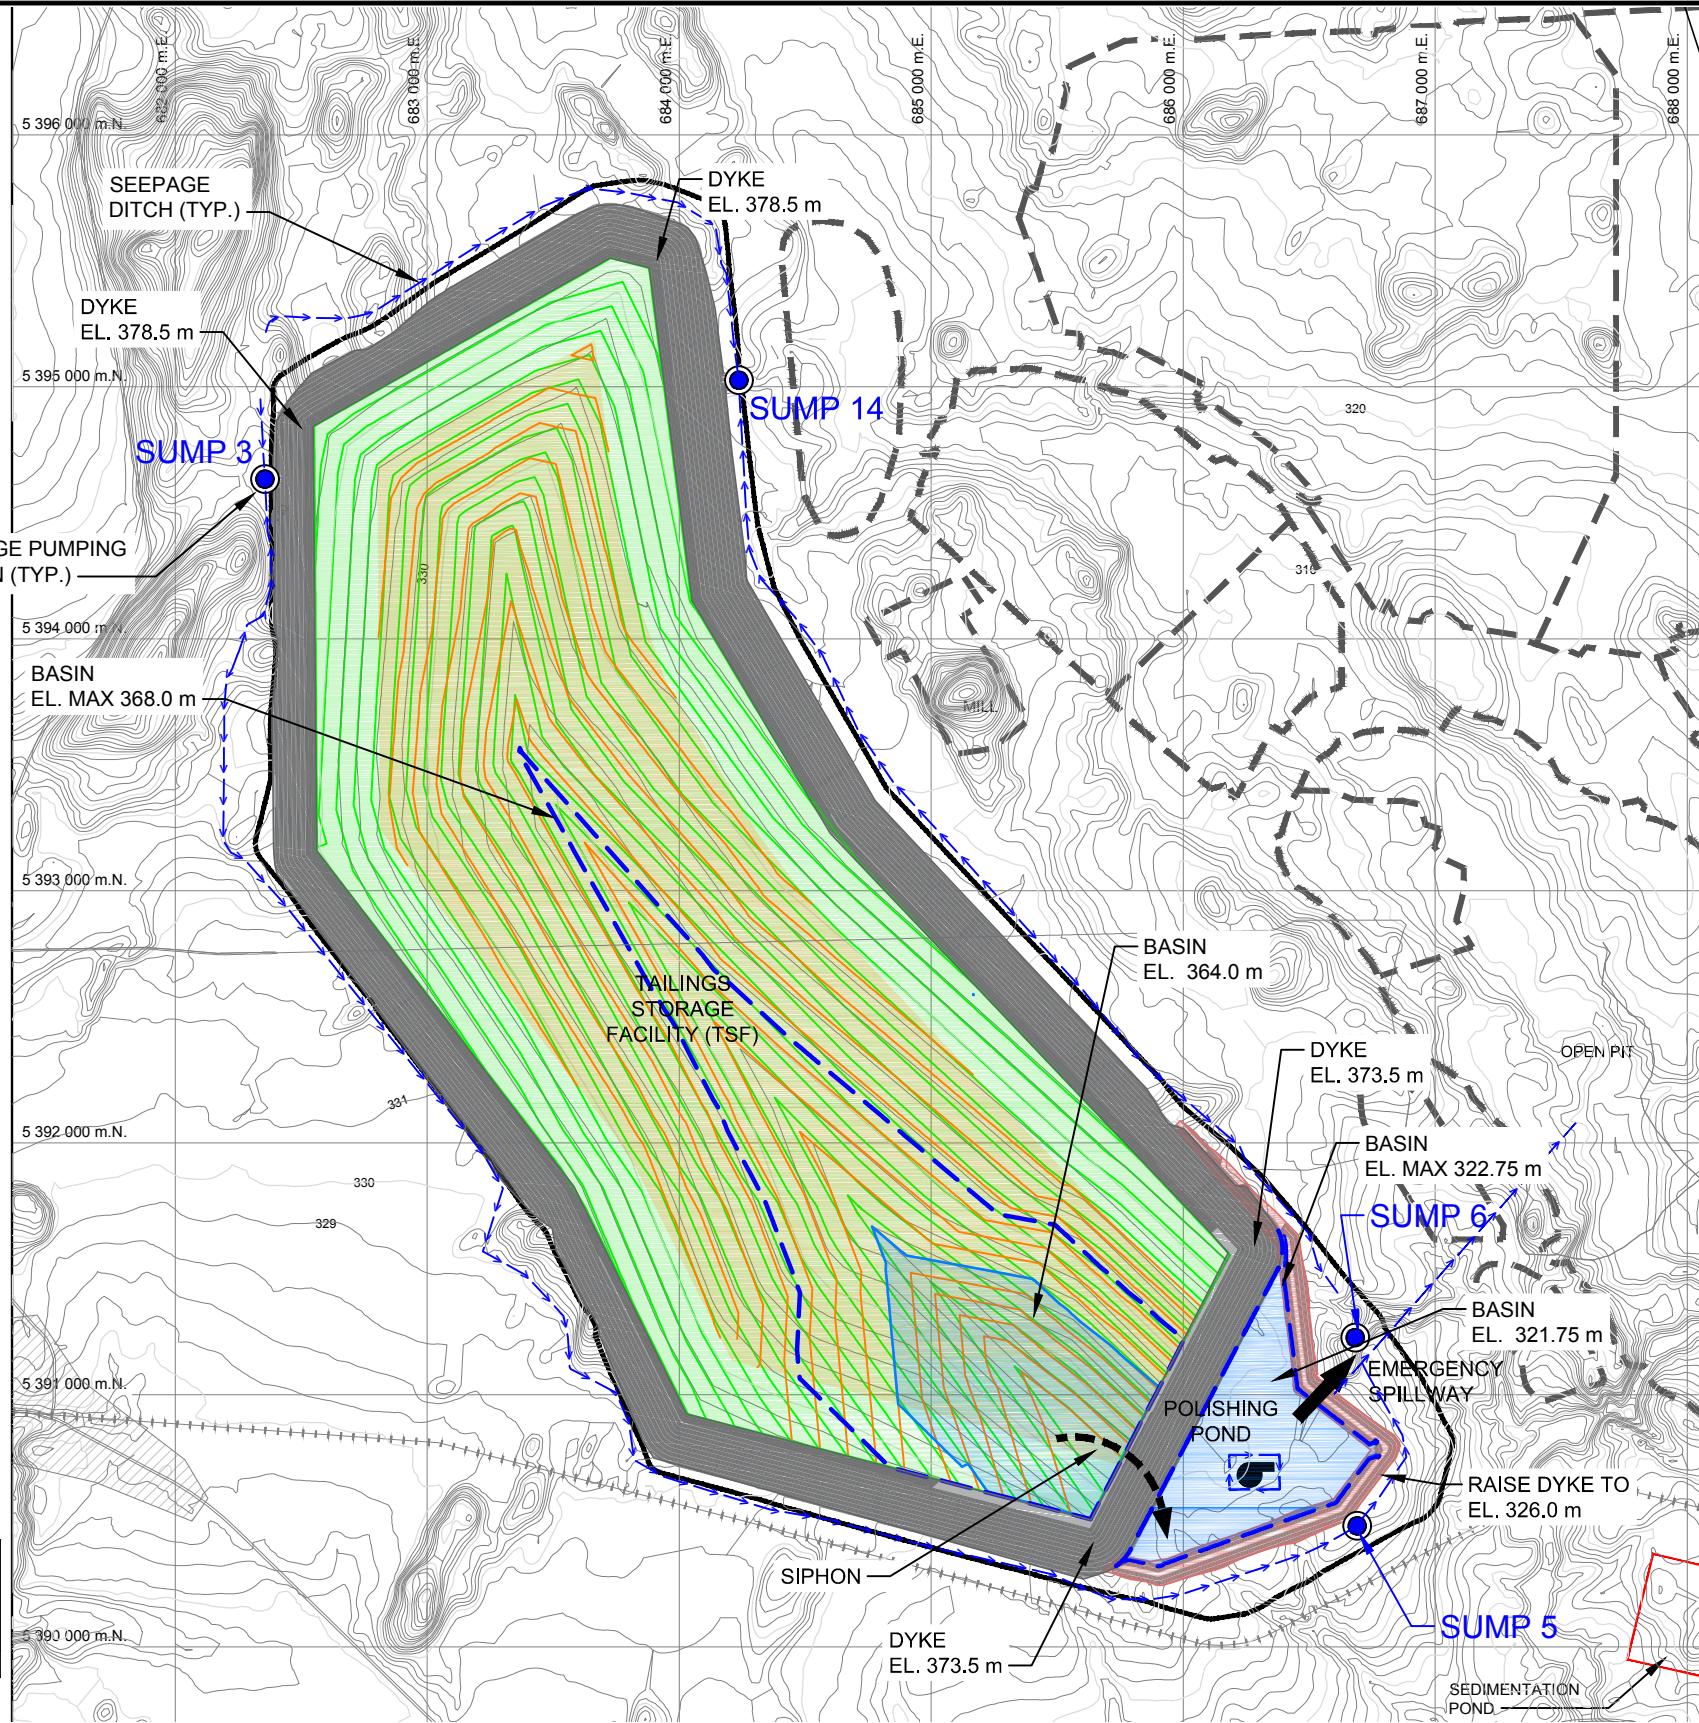 682 000 m.E.
683 000 m.E.
684 000 m.E.
685 000 m.E.
686 000 m.E.
687 000 m.E.
688 000 m.E.
5 396 000 m.N.
SEEPAGE
DITCH (TYP.)
DYKE
EL. 378.5 m
DYKE
EL. 378.5 m
5 395 000 m.N.
SUMP 14
320
SUMP 3
GE PUMPING
N (TYP.)
330
310
5 394 000 m.N.
BASIN
EL. MAX 368.0 m
MILL
5 393 000 m.N.
BASIN
EL. 364.0 m
TAILINGS
STORAGE
FACILITY (TSF)
DYKE
EL. 373.5 m
OPEN PIT
331
5 392 000 m.N.
BASIN
EL. MAX 322.75 m
330
329
SUMP 6
BASIN
EL. 321.75 m
EMERGENCY
SPILLWAY
5 391 000 m.N.
POLISHING
POND
RAISE DYKE TO
EL. 326.0 m
SIPHON
SUMP 5
DYKE
EL. 373.5 m
5 390 000 m.N.
SEDIMENTATION
POND